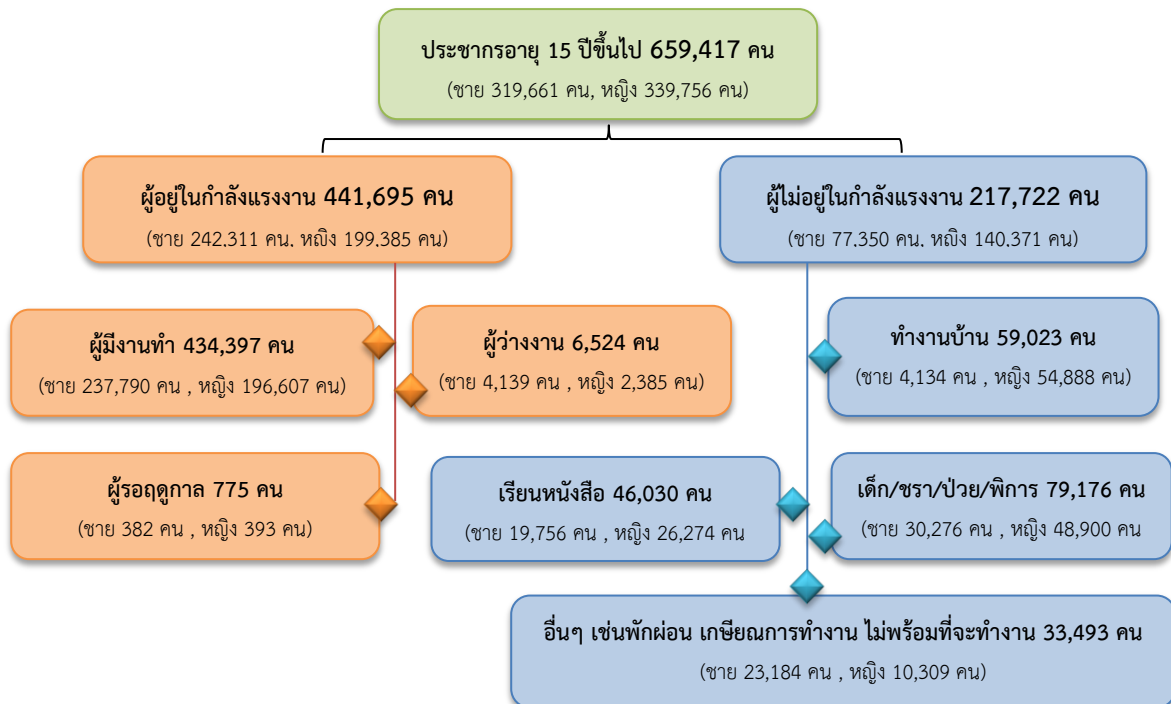 ประชากรอายุ 15 ปีขึ้นไป 659,417 คน
(ชาย 319,661 คน, หญิง 339,756 คน)
ผู้อยู่ในกำลังแรงงาน 441,695 คน
(ชาย 242,311 คน, หญิง 199,385 คน)
ผู้ไม่อยู่ในกำลังแรงงาน 217,722 คน
(ชาย 77,350 คน, หญิง 140,371 คน)
ผู้มีงานทำ 434,397 คน
(ชาย 237,790 คน , หญิง 196,607 คน)
ผู้ว่างงาน 6,524 คน
(ชาย 4,139 คน , หญิง 2,385 คน)
ทำงานบ้าน 59,023 คน
(ชาย 4,134 คน , หญิง 54,888 คน)
ผู้รอฤดูกาล 775 คน
(ชาย 382 คน , หญิง 393 คน)
เรียนหนังสือ 46,030 คน
(ชาย 19,756 คน , หญิง 26,274 คน
เด็ก/ชรา/ป่วย/พิการ 79,176 คน
(ชาย 30,276 คน , หญิง 48,900 คน
อื่นๆ เช่นพักผ่อน เกษียณการทำงาน ไม่พร้อมที่จะทำงาน 33,493 คน
(ชาย 23,184 คน , หญิง 10,309 คน)